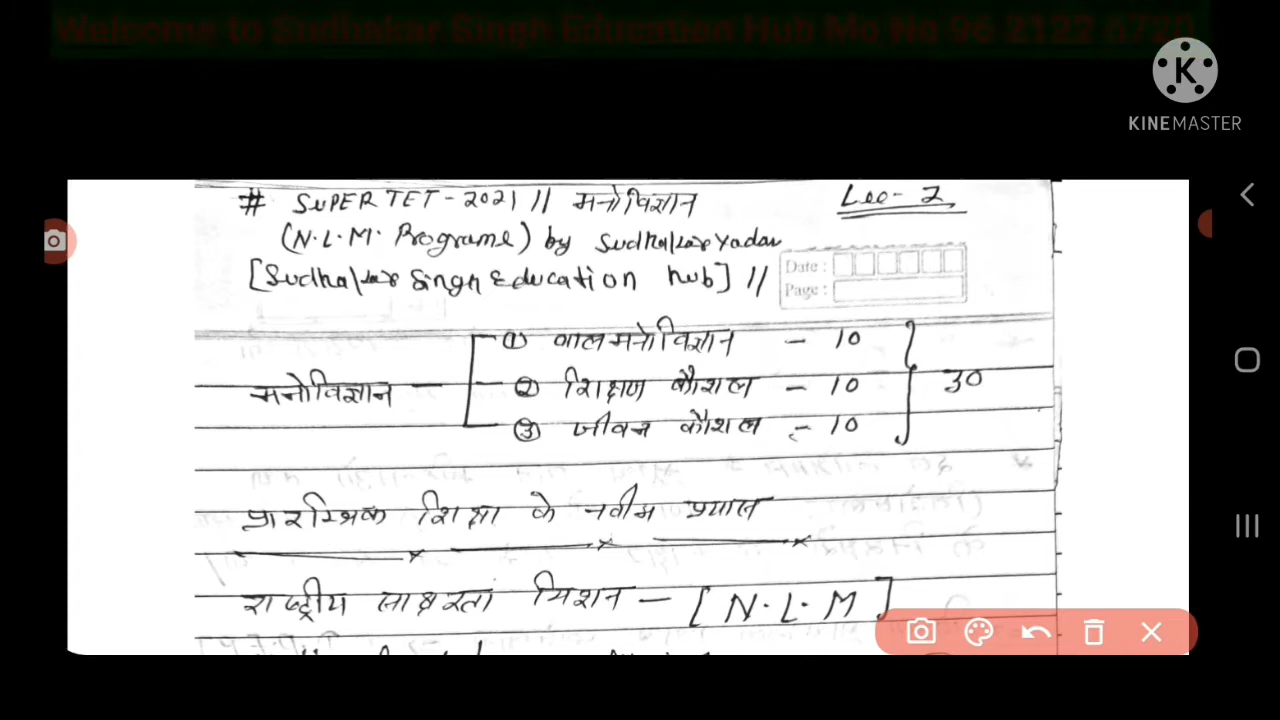 Welcome to Sudhakar Singh Education Hub Mo No 96 2122 6720
KINEMASTER
# SUPER TET - 2021 // मनोविज्ञान
Lec - 2
(N.L.M. Programe) by Sudhakar Yadav
[Sudhakar Singh Education hub] //
Date :
Page :
① बालमनोविज्ञान - 10
मनोविज्ञान - ② शिक्षण कौशल - 10 } 30
③ जीवन कौशल - 10
प्रारम्भिक शिक्षा के नवीन प्रयास
राष्ट्रीय साक्षरता मिशन - [N.L.M]